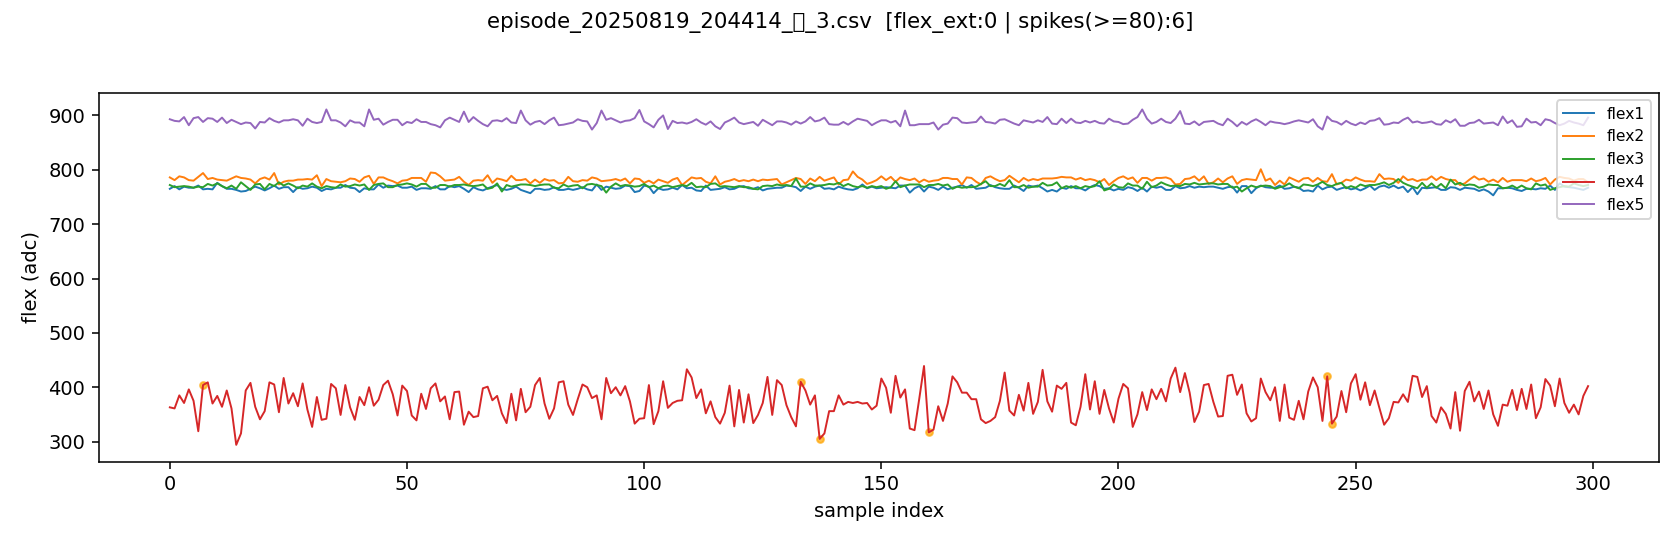 episode_20250819_204414_▯_3.csv [flex_ext:0 | spikes(>=80):6]
900
800
700
600
500
400
300
flex (adc)
0
50
100
150
200
250
300
sample index
flex1
flex2
flex3
flex4
flex5